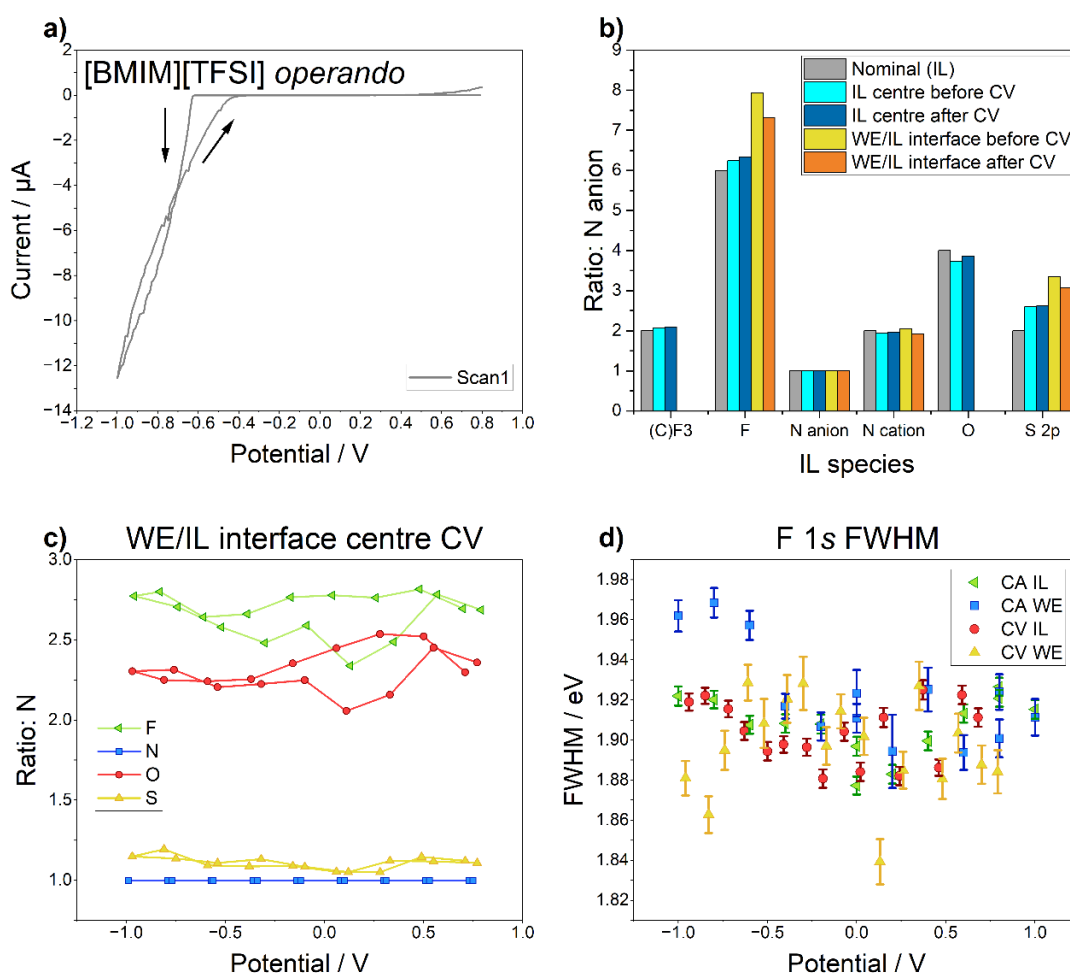 a)
[BMIM][TFSI] operando
2
0
−2
−4
−6
−8
−10
−12
−14
Current / µA
Scan1
−1.2 −1.0 −0.8 −0.6 −0.4 −0.2 0.0 0.2 0.4 0.6 0.8 1.0
Potential / V
b)
9
8
7
6
5
4
3
2
1
0
Ratio: N anion
Nominal (IL)
IL centre before CV
IL centre after CV
WE/IL interface before CV
WE/IL interface after CV
(C)F3 F N anion N cation O S 2p
IL species
c) WE/IL interface centre CV
3.0
2.5
2.0
1.0
Ratio: N
F
N
O
S
−1.0 −0.5 0.0 0.5 1.0
Potential / V
d) F 1s FWHM
1.98
1.96
1.94
1.92
1.90
1.88
1.86
1.84
1.82
FWHM / eV
CA IL
CA WE
CV IL
CV WE
−1.0 −0.5 0.0 0.5 1.0
Potential / V